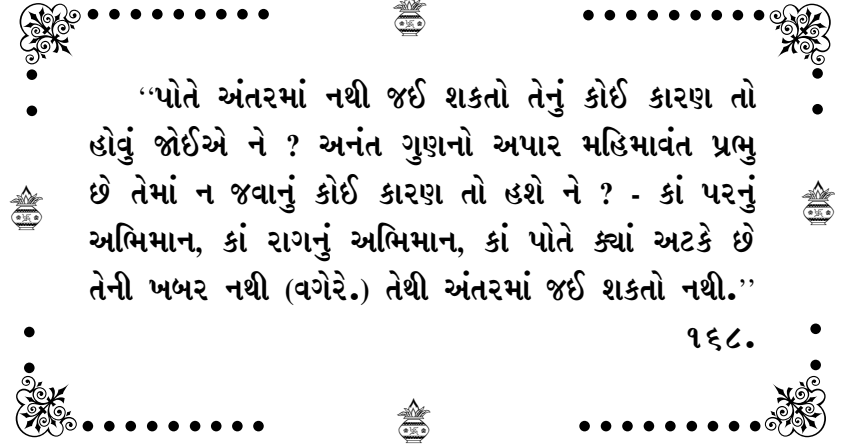 ‘‘પોતે અંતરમાં નથી જઈ શકતો તેનું કોઈ કારણ તો
હોવું જોઈએ ને ? અનંત ગુણનો અપાર મહિમાવંત પ્રભુ
છે તેમાં ન જવાનું કોઈ કારણ તો હશે ને ? - કાં પરનું
અભિમાન, કાં રાગનું અભિમાન, કાં પોતે ક્યાં અટકે છે
તેની ખબર નથી (વગેરે.) તેથી અંતરમાં જઈ શકતો નથી.’’
૧૬૮.